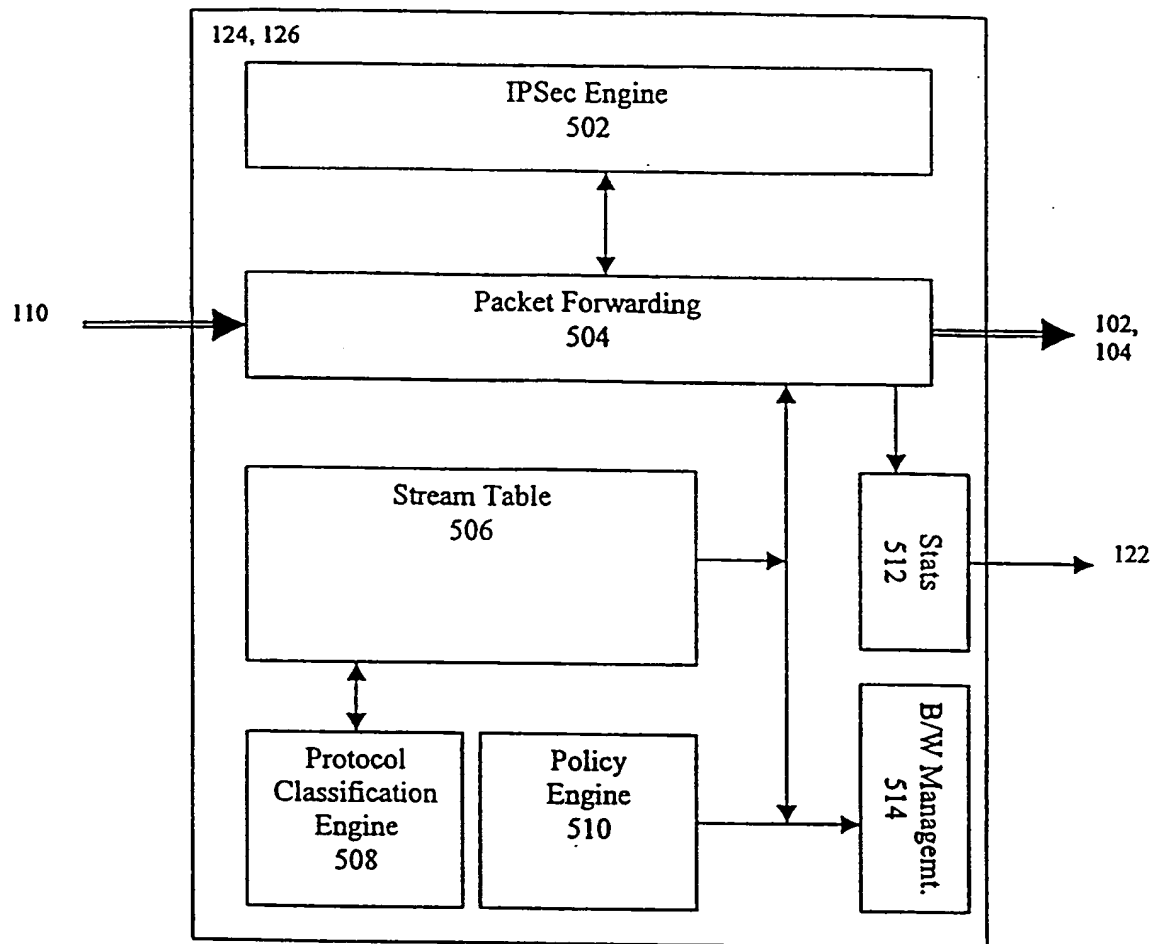 124, 126
IPSec Engine
502
110
Packet Forwarding
504
102,
104
Stream Table
506
Stats
512
122
Protocol
Classification
Engine
508
Policy
Engine
510
B/W Managemt.
514